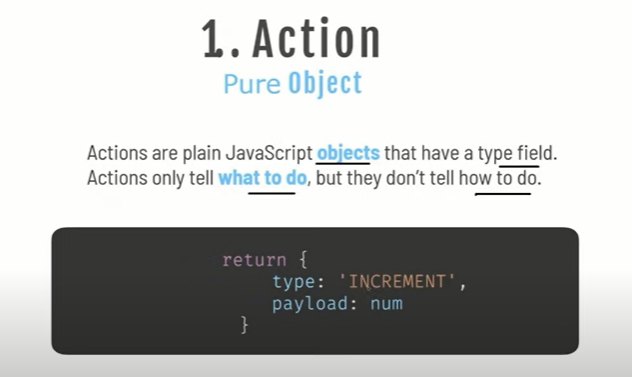 1. Action
Pure Object
Actions are plain JavaScript objects that have a type field.
Actions only tell what to do, but they don't tell how to do.
return {
type: 'INCREMENT',
payload: num
}